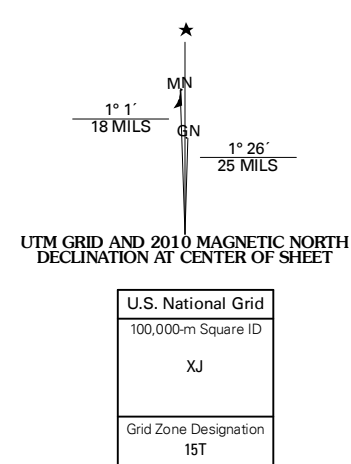 MN
1° 1´
18 MILS
GN
1° 26´
25 MILS
UTM GRID AND 2010 MAGNETIC NORTH
DECLINATION AT CENTER OF SHEET
U.S. National Grid
100,000-m Square ID
XJ
Grid Zone Designation
15T